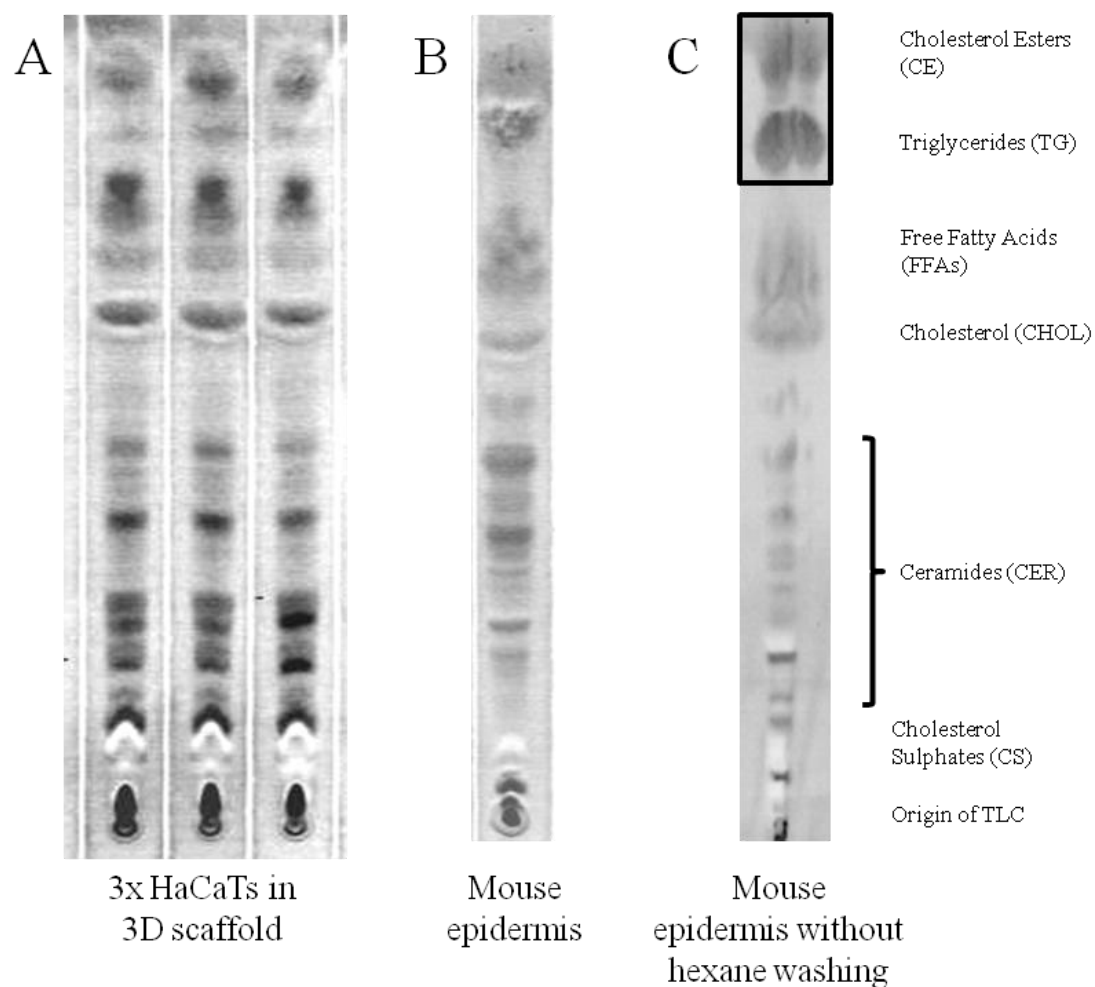 A
B
C
Cholesterol Esters
(CE)
Triglycerides (TG)
Free Fatty Acids
(FFAs)
Cholesterol (CHOL)
Ceramides (CER)
Cholesterol
Sulphates (CS)
Origin of TLC
3x HaCaTs in
3D scaffold
Mouse
epidermis
Mouse
epidermis without
hexane washing